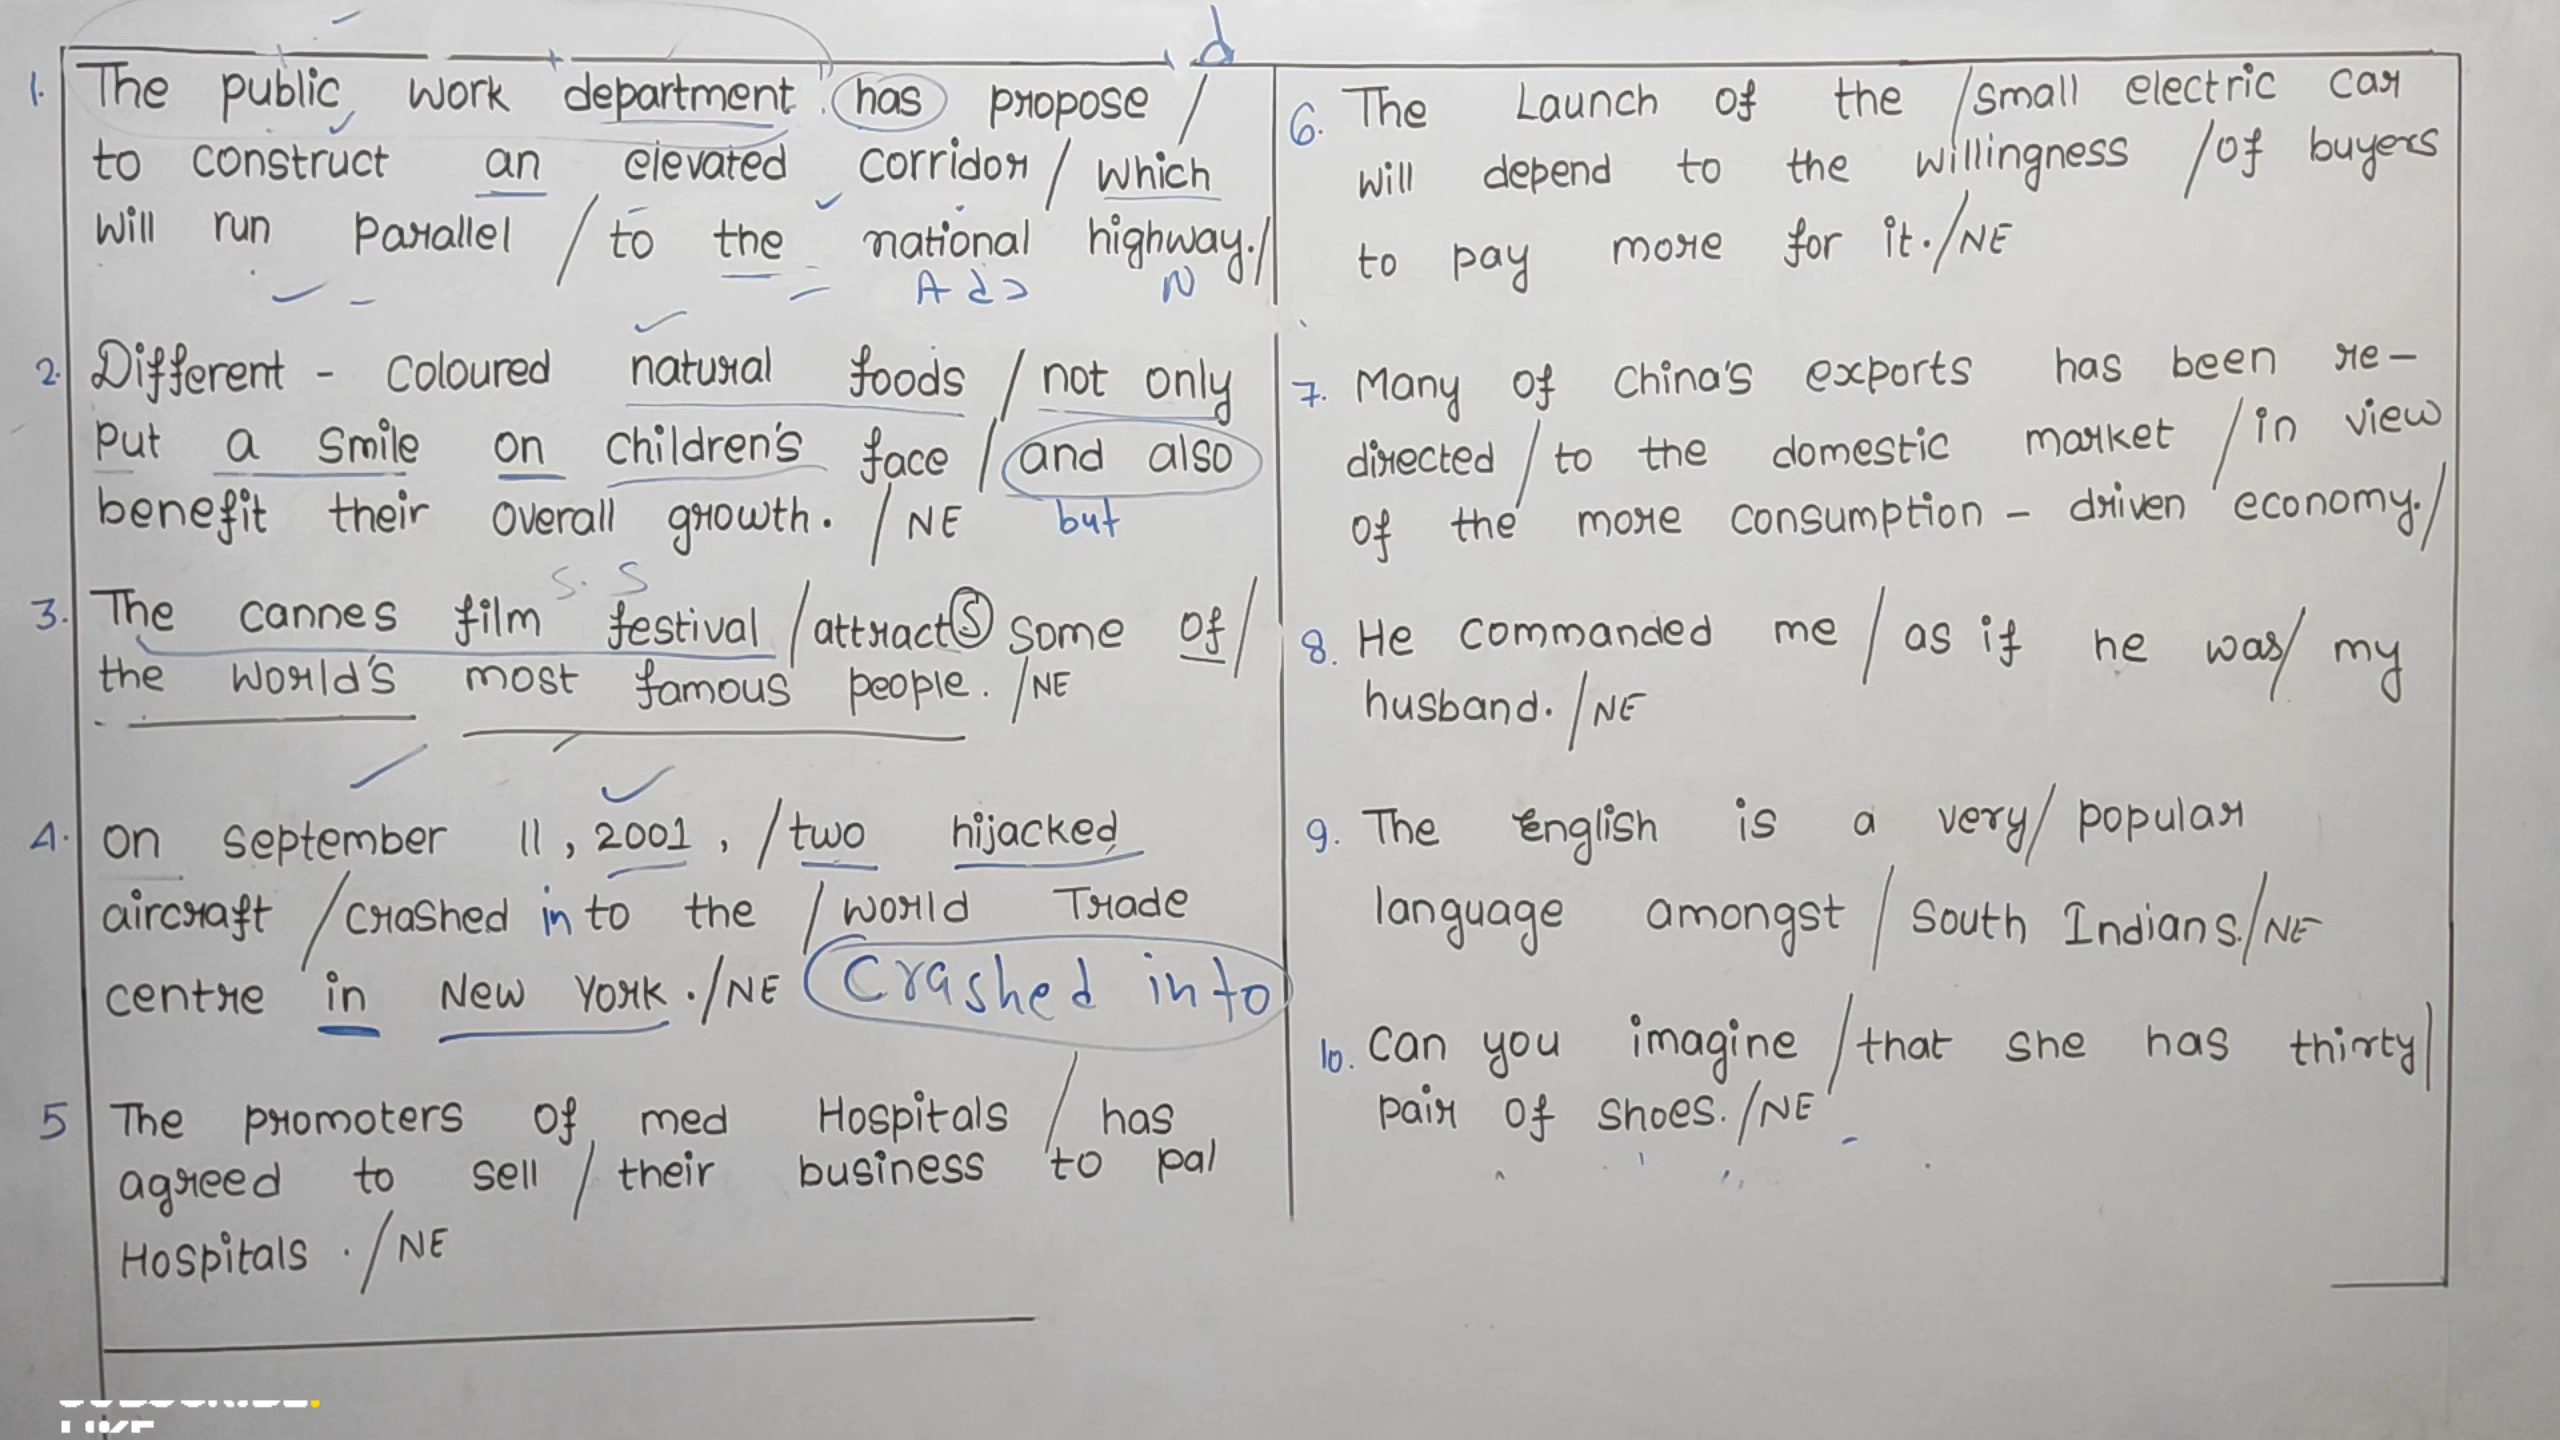 d
1. The public work department has propose /
to construct an elevated corridor / which
will run parallel / to the national highway. /
Adj N
2. Different - coloured natural foods / not only
put a smile on children's face / and also
benefit their overall growth. / NE but
S. S
3. The cannes film festival / attracts some of /
the world's most famous people. / NE
4. on september 11, 2001, / two hijacked
aircraft / crashed in to the / world Trade
centre in New York. / NE Crashed into
5 The promoters of med Hospitals / has
agreed to sell / their business to pal
Hospitals . / NE
6. The Launch of the / small electric car
will depend to the willingness / of buyers
to pay more for it. / NE
7. Many of China's exports has been re-
directed / to the domestic market / in view
of the more consumption - driven economy. /
8. He commanded me / as if he was / my
husband. / NE
9. The English is a very / popular
language amongst / south Indians. / NE
10. can you imagine / that she has thirty /
pair of shoes. / NE